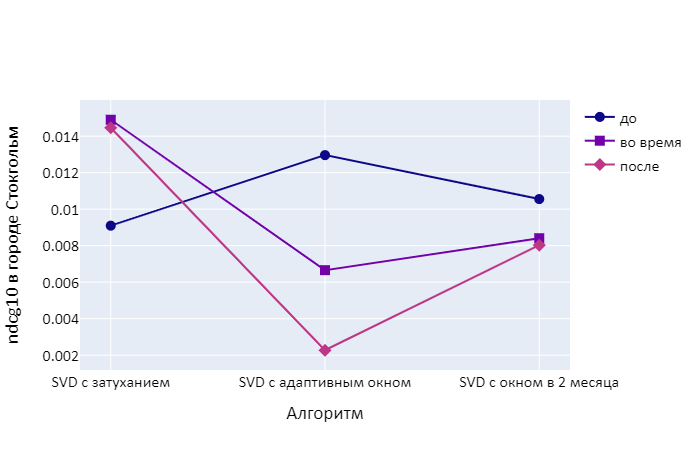 до
во время
после
ndcg10 в городе Стокгольм
0.014
0.012
0.01
0.008
0.006
0.004
0.002
SVD с затуханием
SVD с адаптивным окном
SVD с окном в 2 месяца
Алгоритм